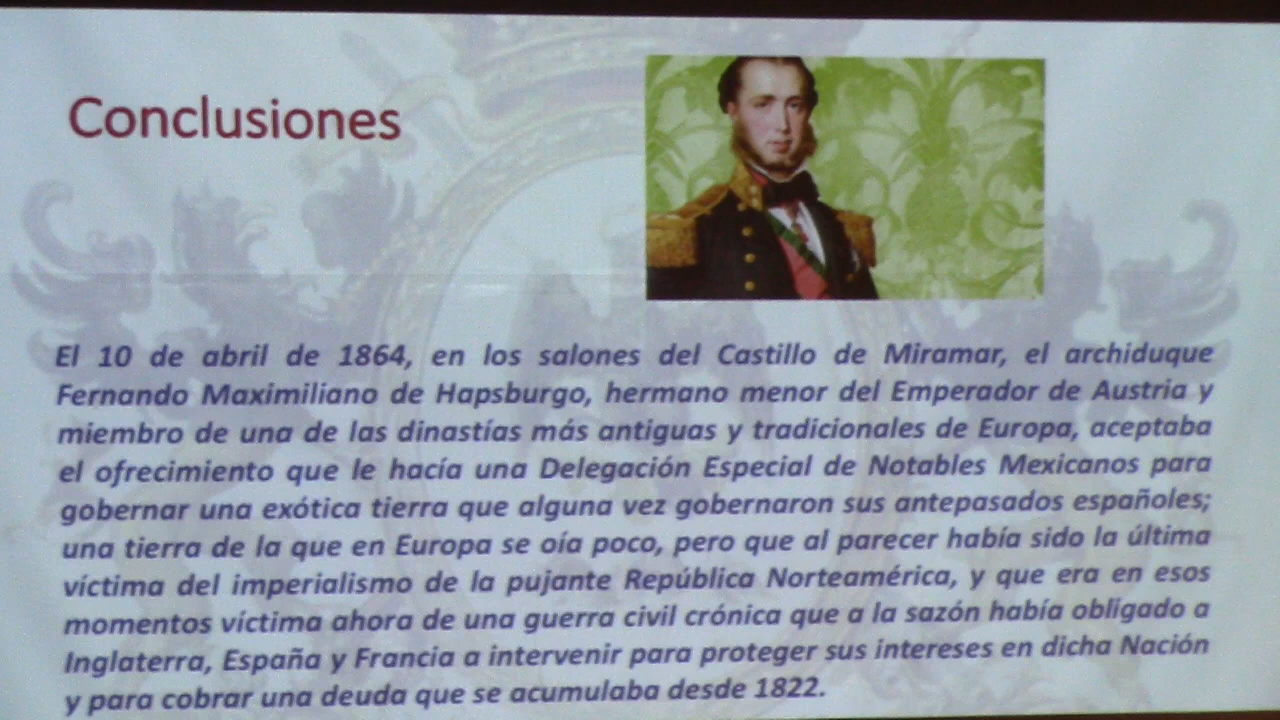 Conclusiones
El 10 de abril de 1864, en los salones del Castillo de Miramar, el archiduque
Fernando Maximiliano de Hapsburgo, hermano menor del Emperador de Austria y
miembro de una de las dinastías más antiguas y tradicionales de Europa, aceptaba
el ofrecimiento que le hacía una Delegación Especial de Notables Mexicanos para
gobernar una exótica tierra que alguna vez gobernaron sus antepasados españoles;
una tierra de la que en Europa se oía poco, pero que al parecer había sido la última
víctima del imperialismo de la pujante República Norteamérica, y que era en esos
momentos víctima ahora de una guerra civil crónica que a la sazón había obligado a
Inglaterra, España y Francia a intervenir para proteger sus intereses en dicha Nación
y para cobrar una deuda que se acumulaba desde 1822.